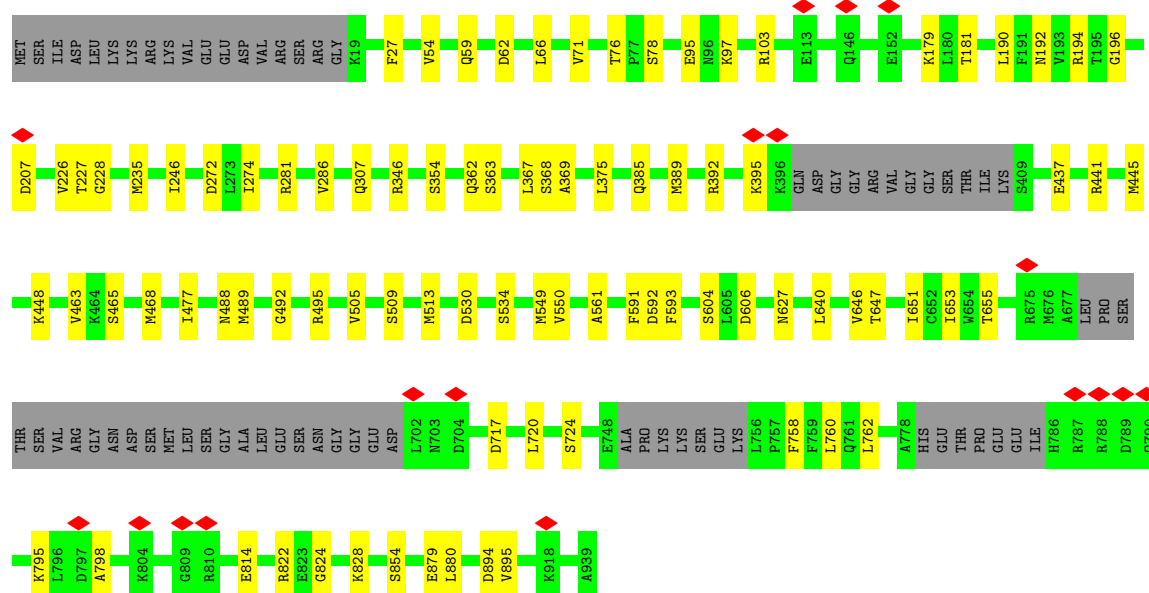 MET SER ILE ASP LEU LYS LYS ARG LYS VAL GLU GLU ASP VAL ARG SER ARG GLY K19 F27 V54 Q59 D62 L66 V71 T76 P77 S78 E95 N96 K97 R103 E113 Q146 E152 K179 L180 T181 L190 F191 N192 V193 R194 T195 G196
D207 V226 T227 G228 M235 I246 D272 L273 I274 R281 V286 Q307 R346 S354 Q362 S363 L367 S368 A369 L375 Q385 M389 R392 K395 K396 GLN ASP GLY GLY ARG VAL GLY GLY SER THR ILE LYS S409 E437 R441 M445
K448 V463 K464 S465 M468 I477 N488 M489 G492 R495 V505 S509 M513 D530 S534 M549 V550 A561 F591 D592 F593 S604 L605 D606 N627 L640 V646 T647 I651 C652 I653 W654 T655 R675 M676 A677 LEU PRO SER
THR SER VAL ARG GLY ASN ASP SER MET LEU SER GLY ALA LEU GLU SER ASN GLY GLY GLU ASP L702 N703 D704 D717 L720 S724 E748 ALA PRO LYS LYS SER GLU LYS L756 P757 F758 F759 L760 Q761 L762 A778 HIS GLU THR PRO GLU GLU ILE H786 R787 R788 D789
K795 L796 D797 A798 K804 G809 R810 E814 R822 E823 G824 K828 S854 E879 L880 D894 V895 K918 A939